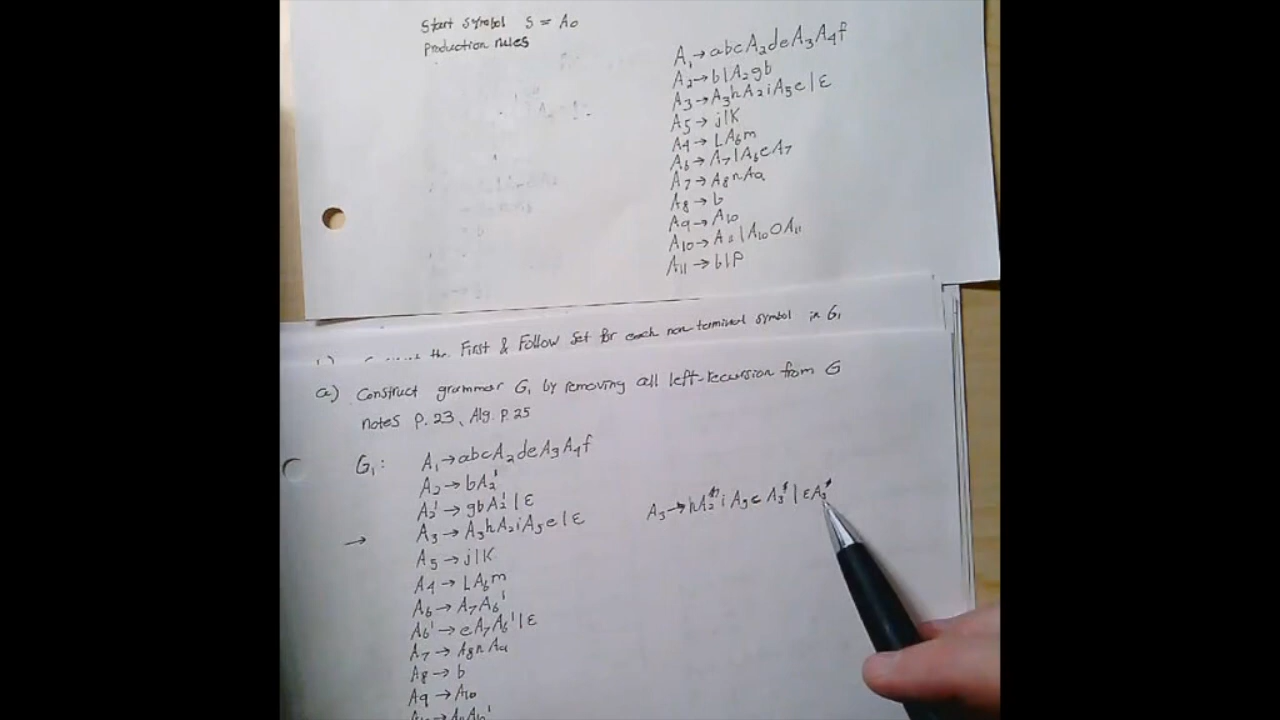 Start symbol S = A0
Production rules
A1→abcA2deA3A4f
A2→b|A2gb
A3→A3hA2iA5e|ε
A5→j|K
A4→LA6m
A6→A7|A6eA7
A7→A8nAa
A8→b
A9→A10
A10→A11|A10OA11
A11→b|P
the First & Follow Set for each non terminal symbol in G1
a) Construct grammar G1 by removing all left-recursion from G
notes p.23, Alg. p.25
G1: A1→abcA2deA3A4f
A2→bA2'
A2'→gbA2'|ε
→ A3→A3hA2iA5e|ε
A3→hA2iA5eA3'|εA3'
A5→j|K
A4→LA6m
A6→A7A6'
A6'→eA7A6'|ε
A7→A8nAa
A8→b
A9→A10